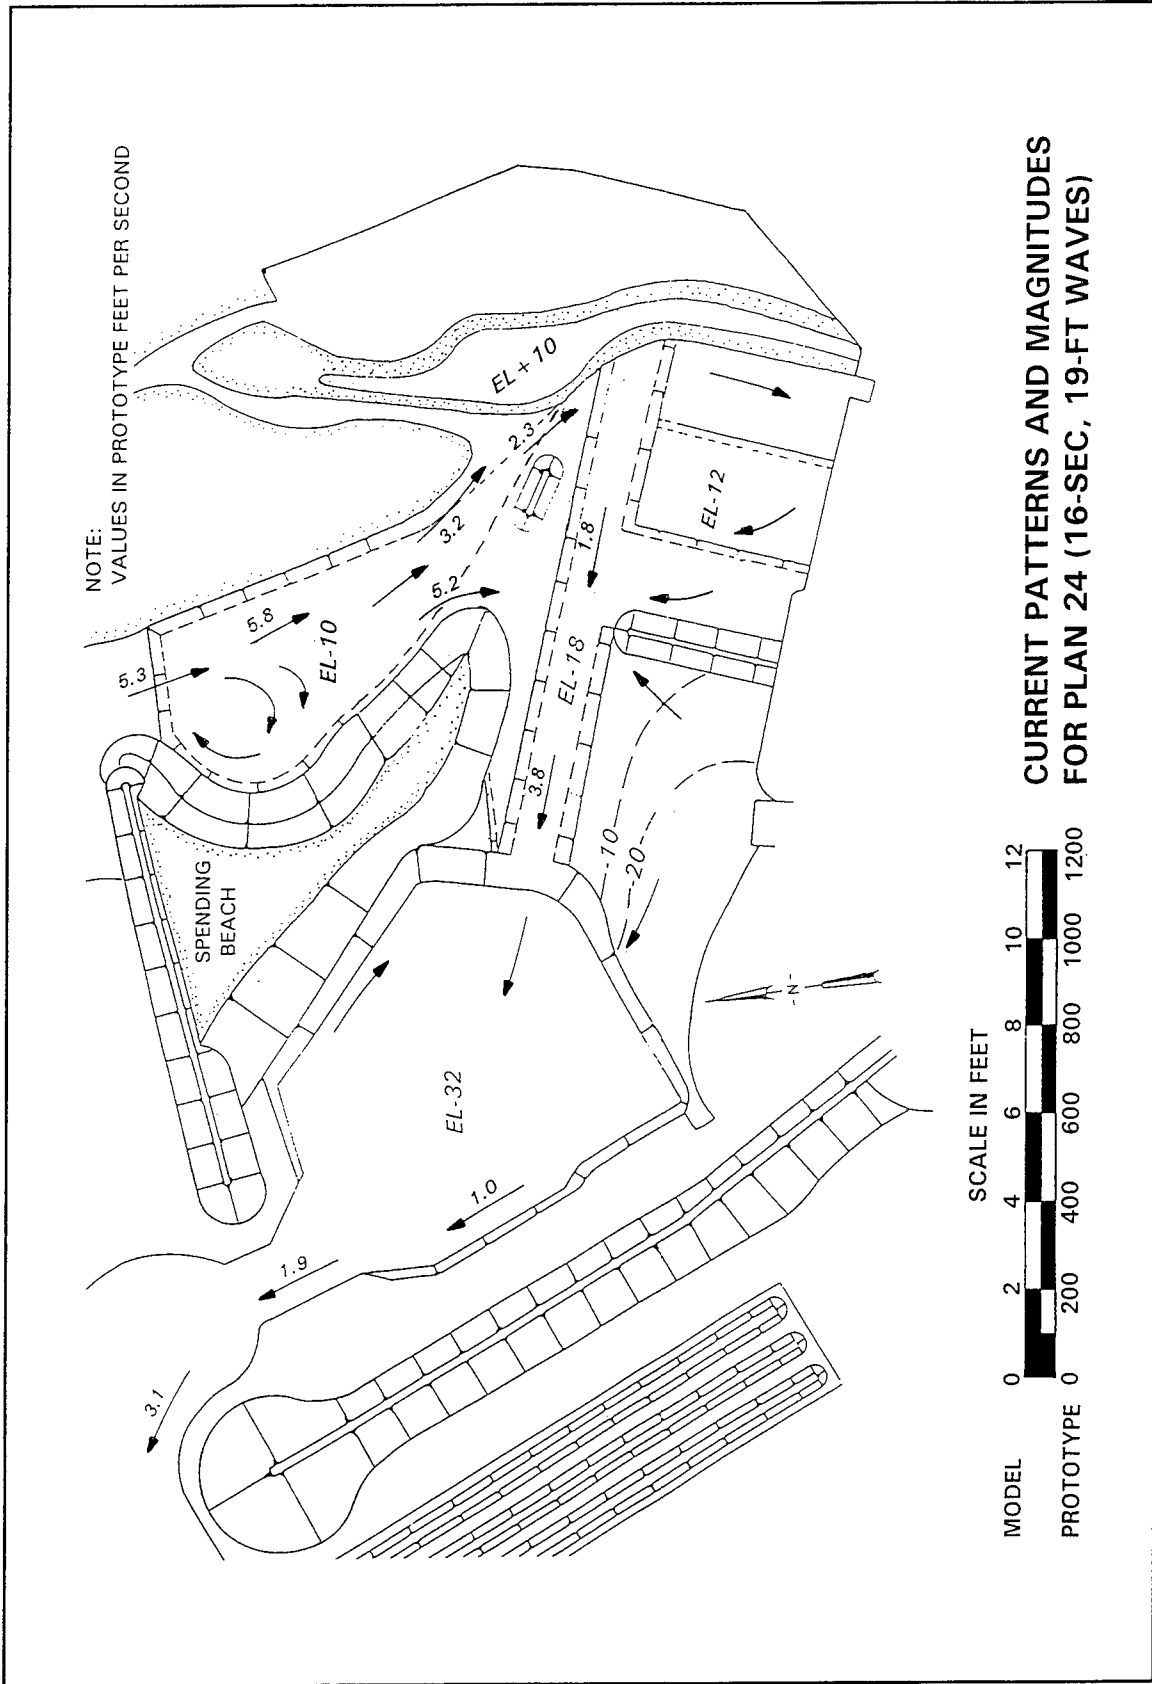 NOTE:
VALUES IN PROTOTYPE FEET PER SECOND
5.3
5.8
EL-10
3.2
5.2
2.3
EL+10
SPENDING
BEACH
1.8
EL-18
3.8
EL-12
-10-
-20-
EL-32
1.0
1.9
3.1
-N-
SCALE IN FEET
MODEL 0 2 4 6 8 10 12
PROTOTYPE 0 200 400 600 800 1000 1200
CURRENT PATTERNS AND MAGNITUDES
FOR PLAN 24 (16-SEC, 19-FT WAVES)